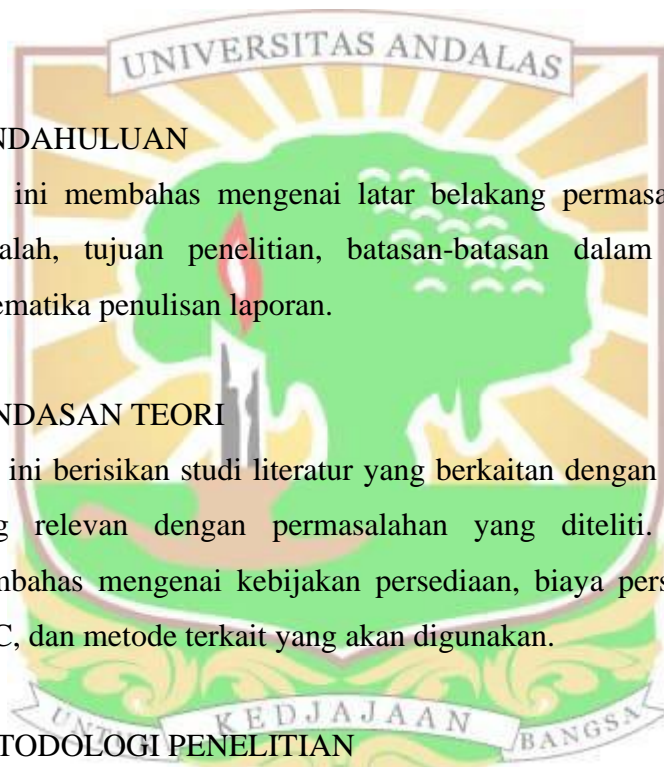 UNIVERSITAS ANDALAS
NDAHULUAN
ini membahas mengenai latar belakang permasa
alah, tujuan penelitian, batasan-batasan dalam
ematika penulisan laporan.
NDASAN TEORI
ini berisikan studi literatur yang berkaitan dengan
g relevan dengan permasalahan yang diteliti.
mbahas mengenai kebijakan persediaan, biaya pers
C, dan metode terkait yang akan digunakan.
UNTUK KEDJAJAAN BANGSA
TODOLOGI PENELITIAN